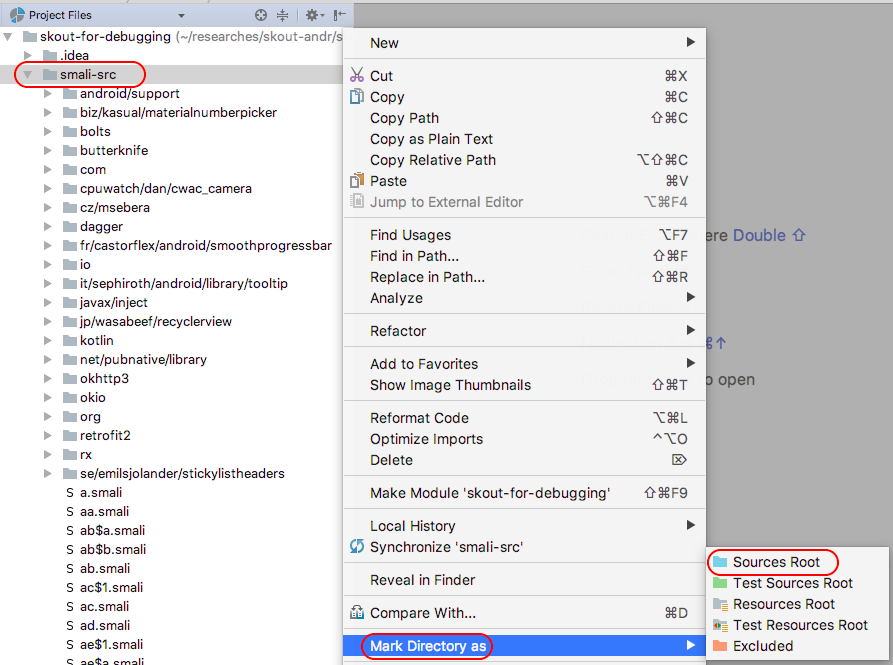 Project Files
skout-for-debugging (~/researches/skout-andr/s
.idea
smali-src
android/support
biz/kasual/materialnumberpicker
bolts
butterknife
com
cpuwatch/dan/cwac_camera
cz/msebera
dagger
fr/castorflex/android/smoothprogressbar
io
it/sephiroth/android/library/tooltip
javax/inject
jp/wasabeef/recyclerview
kotlin
net/pubnative/library
okhttp3
okio
org
retrofit2
rx
se/emilsjolander/stickylistheaders
S a.smali
S aa.smali
S ab$a.smali
S ab$b.smali
S ab.smali
S ac$1.smali
S ac.smali
S ad.smali
S ae$1.smali
S ae$a.smali
New
Cut ⌘X
Copy ⌘C
Copy Path ⇧⌘C
Copy as Plain Text
Copy Relative Path ⌥⇧⌘C
Paste ⌘V
Jump to External Editor ⌥⌘F4
Find Usages ⌥F7
Find in Path... ⇧⌘F
Replace in Path... ⇧⌘R
Analyze
Refactor
Add to Favorites
Show Image Thumbnails ⇧⌘T
Reformat Code ⌥⌘L
Optimize Imports ^⌥O
Delete ⌦
Make Module 'skout-for-debugging' ⇧⌘F9
Local History
Synchronize 'smali-src'
Reveal in Finder
Compare With... ⌘D
Mark Directory as
ere Double ⇧
⌘↑
o open
Sources Root
Test Sources Root
Resources Root
Test Resources Root
Excluded